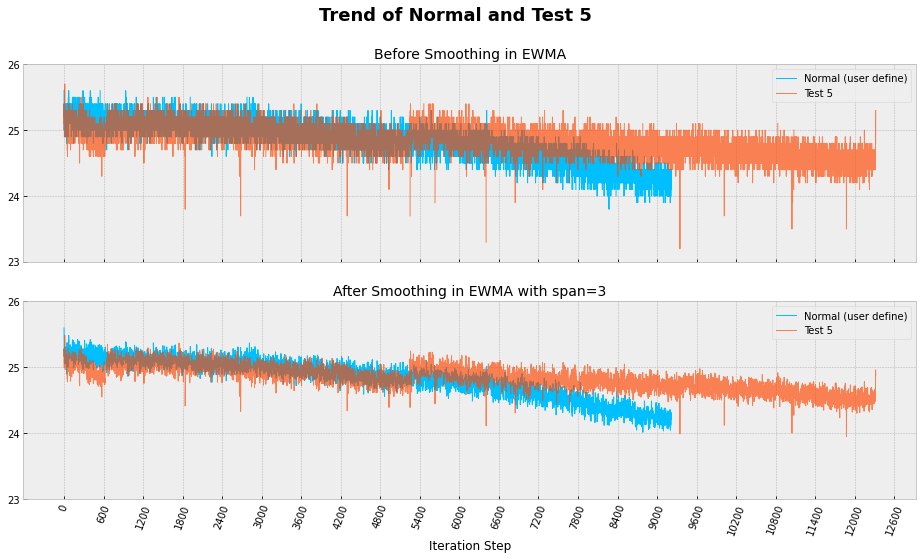 Trend of Normal and Test 5
Before Smoothing in EWMA
26
25
24
23
Normal (user define)
Test 5
After Smoothing in EWMA with span=3
26
25
24
23
Normal (user define)
Test 5
0 600 1200 1800 2400 3000 3600 4200 4800 5400 6000 6600 7200 7800 8400 9000 9600 10200 10800 11400 12000 12600
Iteration Step